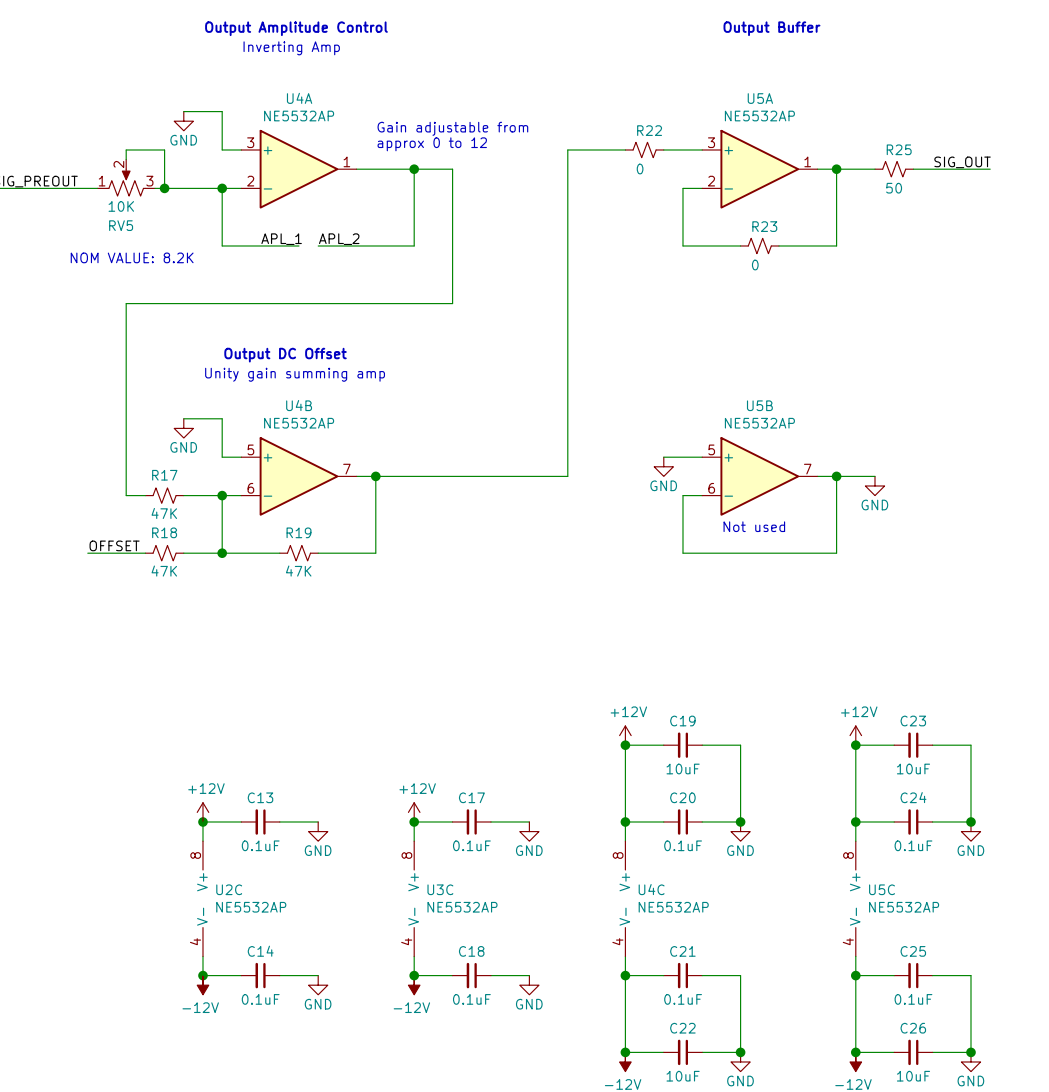 Output Amplitude Control
Inverting Amp
Output Buffer
U4A
NE5532AP
GND
3
+
2
−
1
Gain adjustable from
approx 0 to 12
IG_PREOUT
1
2
3
10K
RV5
NOM VALUE: 8.2K
APL_1
APL_2
R22
0
U5A
NE5532AP
3
+
2
−
1
R23
0
R25
50
SIG_OUT
Output DC Offset
Unity gain summing amp
U4B
NE5532AP
GND
5
+
6
−
7
R17
47K
R18
47K
OFFSET
R19
47K
U5B
NE5532AP
GND
5
+
6
−
7
GND
Not used
+12V
C13
0.1uF
GND
8
V+
U2C
NE5532AP
V−
4
C14
0.1uF
GND
−12V
+12V
C17
0.1uF
GND
8
V+
U3C
NE5532AP
V−
4
C18
0.1uF
GND
−12V
+12V
C19
10uF
C20
0.1uF
GND
8
V+
U4C
NE5532AP
V−
4
C21
0.1uF
C22
10uF
GND
−12V
+12V
C23
10uF
C24
0.1uF
GND
8
V+
U5C
NE5532AP
V−
4
C25
0.1uF
C26
10uF
GND
−12V